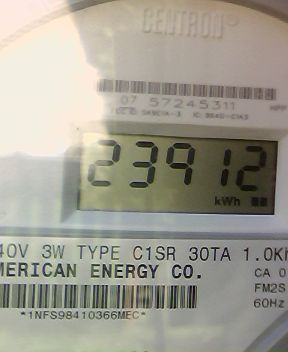 CENTRON®
07 57245311
23912
kWh
40V 3W TYPE C1SR 30TA 1.0Kh
MERICAN ENERGY CO.
CA 0
FM2S
60Hz
*1NFS98410366MEC*